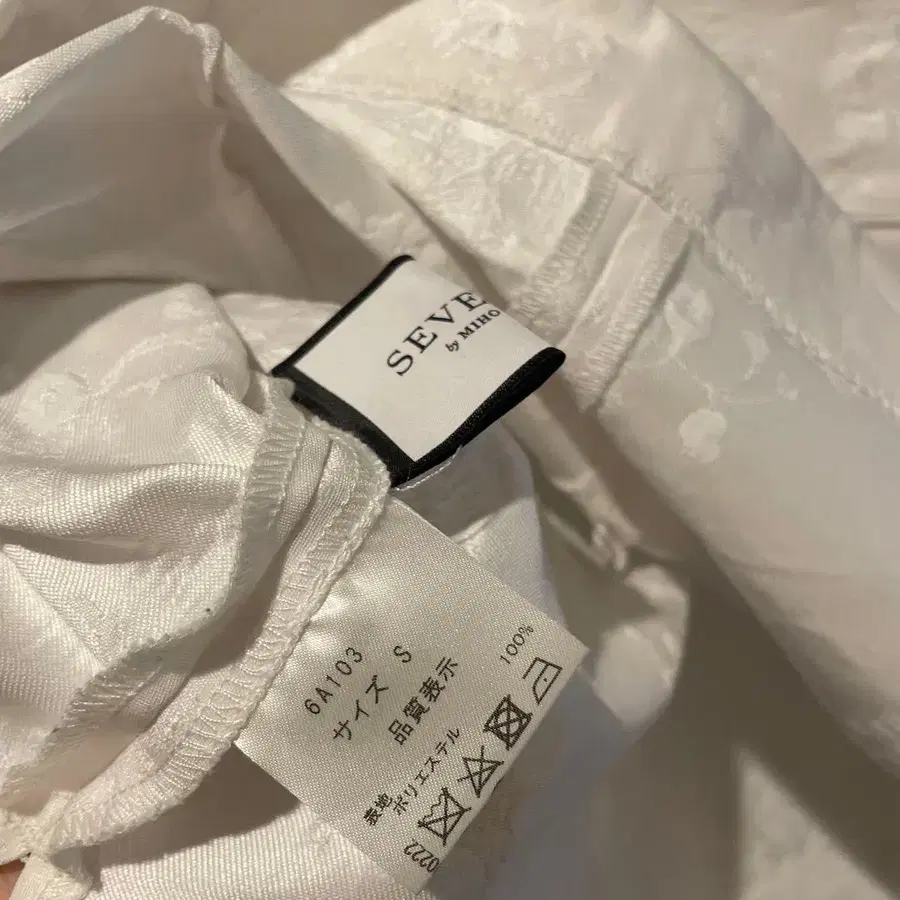 SEVE
by MIHO
6A103
サイズ S
品質表示
表地
ポリエステル 100%
0222